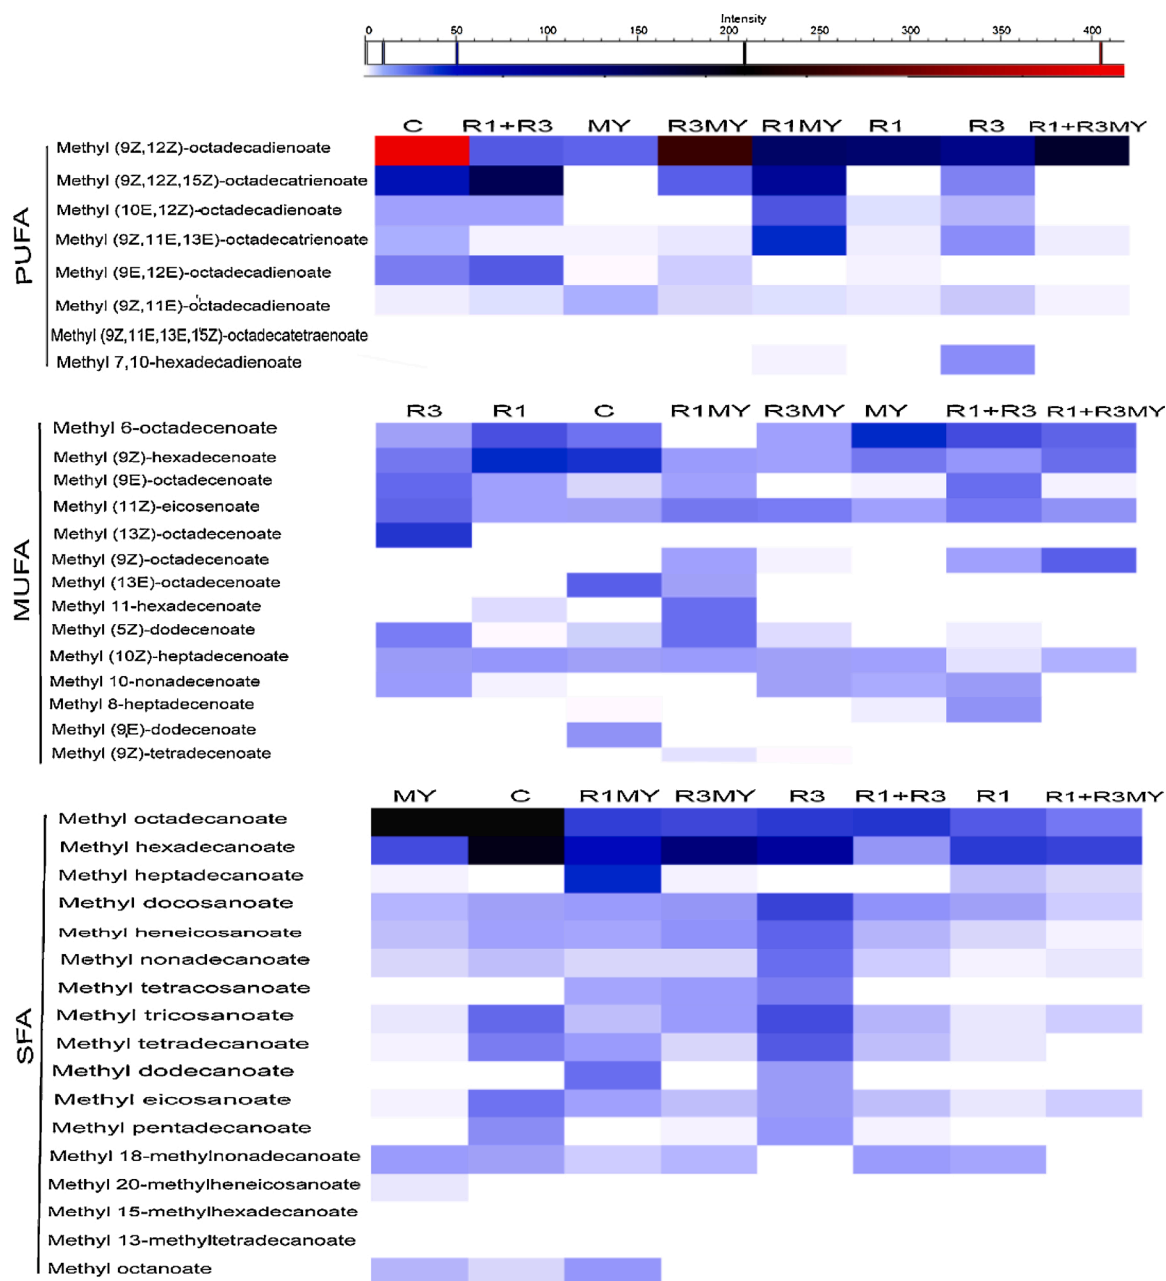 Intensity
0 50 100 150 200 250 300 350 400
C R1+R3 MY R3MY R1MY R1 R3 R1+R3MY
PUFA
Methyl (9Z,12Z)-octadecadienoate
Methyl (9Z,12Z,15Z)-octadecatrienoate
Methyl (10E,12Z)-octadecadienoate
Methyl (9Z,11E,13E)-octadecatrienoate
Methyl (9E,12E)-octadecadienoate
Methyl (9Z,11E)-octadecadienoate
Methyl (9Z,11E,13E,15Z)-octadecatetraenoate
Methyl 7,10-hexadecadienoate
R3 R1 C R1MY R3MY MY R1+R3 R1+R3MY
MUFA
Methyl 6-octadecenoate
Methyl (9Z)-hexadecenoate
Methyl (9E)-octadecenoate
Methyl (11Z)-eicosenoate
Methyl (13Z)-octadecenoate
Methyl (9Z)-octadecenoate
Methyl (13E)-octadecenoate
Methyl 11-hexadecenoate
Methyl (5Z)-dodecenoate
Methyl (10Z)-heptadecenoate
Methyl 10-nonadecenoate
Methyl 8-heptadecenoate
Methyl (9,E)-dodecenoate
Methyl (9Z)-tetradecenoate
MY C R1MY R3MY R3 R1+R3 R1 R1+R3MY
SFA
Methyl octadecanoate
Methyl hexadecanoate
Methyl heptadecanoate
Methyl docosanoate
Methyl heneicosanoate
Methyl nonadecanoate
Methyl tetracosanoate
Methyl tricosanoate
Methyl tetradecanoate
Methyl dodecanoate
Methyl eicosanoate
Methyl pentadecanoate
Methyl 18-methylnonadecanoate
Methyl 20-methylheneicosanoate
Methyl 15-methylhexadecanoate
Methyl 13-methyltetradecanoate
Methyl octanoate